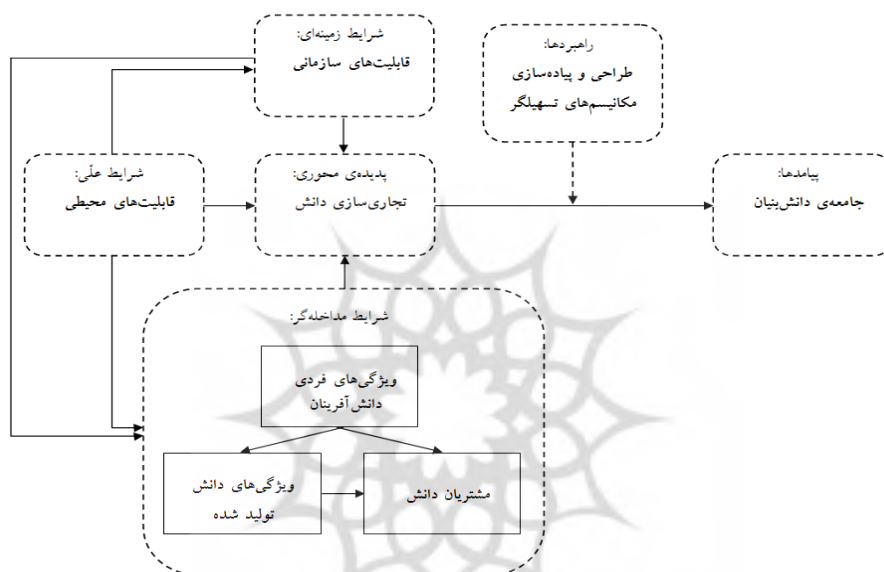 شرایط زمینه‌ای:
قابلیت‌های سازمانی
راهبردها:
طراحی و پیاده‌سازی
مکانیسم‌های تسهیلگر
شرایط علّی:
قابلیت‌های محیطی
پدیده‌ی محوری:
تجاری‌سازی دانش
پیامدها:
جامعه‌ی دانش‌بنیان
شرایط مداخله‌گر:
ویژگی‌های فردی
دانش‌آفرینان
ویژگی‌های دانش
تولید شده
مشتریان دانش